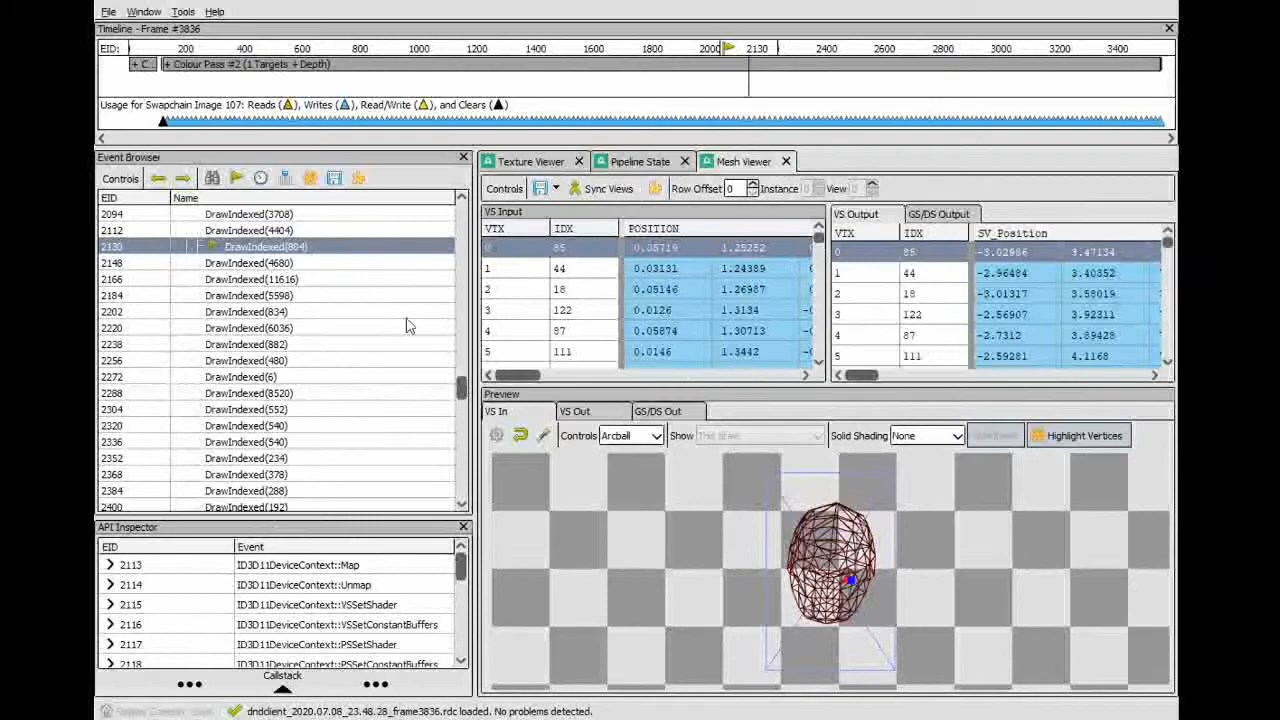 File Window Tools Help
Timeline - Frame #3836
EID: 200 400 600 800 1000 1200 1400 1600 1800 2000 2130 2400 2600 2800 3000 3200 3400
+ C... + Colour Pass #2 (1 Targets + Depth)
Usage for Swapchain Image 107: Reads ( ), Writes ( ), Read/Write ( ), and Clears ( )
Event Browser
Controls
EID Name
2094 DrawIndexed(3708)
2112 DrawIndexed(4404)
2130 DrawIndexed(884)
2148 DrawIndexed(4680)
2166 DrawIndexed(11616)
2184 DrawIndexed(5598)
2202 DrawIndexed(834)
2220 DrawIndexed(6036)
2238 DrawIndexed(882)
2256 DrawIndexed(480)
2272 DrawIndexed(6)
2288 DrawIndexed(8520)
2304 DrawIndexed(552)
2320 DrawIndexed(540)
2336 DrawIndexed(540)
2352 DrawIndexed(234)
2368 DrawIndexed(378)
2384 DrawIndexed(288)
2400 DrawIndexed(192)
API Inspector
EID Event
2113 ID3D11DeviceContext::Map
2114 ID3D11DeviceContext::Unmap
2115 ID3D11DeviceContext::VSSetShader
2116 ID3D11DeviceContext::VSSetConstantBuffers
2117 ID3D11DeviceContext::PSSetShader
2118 ID3D11DeviceContext::PSSetConstantBuffers
Callstack
Texture Viewer Pipeline State Mesh Viewer
Controls Sync Views Row Offset 0 Instance 0 View 0
VS Input
VTX IDX POSITION
0 85 0.05719 1.25252
1 44 0.03131 1.24389
2 18 0.05146 1.26987
3 122 0.0126 1.3134
4 87 0.05874 1.30713
5 111 0.0146 1.3442
VS Output GS/DS Output
VTX IDX SV_Position
0 85 -3.02986 3.47134
1 44 -2.96484 3.40352
2 18 -3.01317 3.58019
3 122 -2.56907 3.92311
4 87 -2.7312 3.89428
5 111 -2.59281 4.1168
Preview
VS In VS Out GS/DS Out
Controls Arcball Show This Draw Solid Shading None Highlight Vertices
dndclient_2020.07.08_23.48.28_frame3836.rdc loaded. No problems detected.